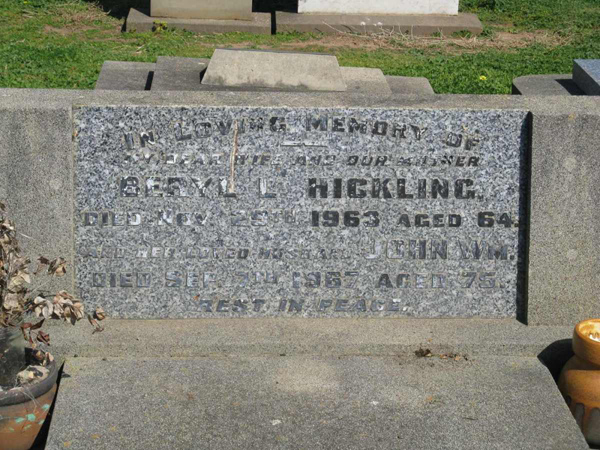 IN LOVING MEMORY OF
MY DEAR WIFE AND OUR MOTHER
BERYL L. HICKLING.
DIED NOV. 29TH 1963 AGED 64.
AND HER LOVED HUSBAND JOHN WM.
DIED SEP. 7TH 1967 AGED 75.
REST IN PEACE.